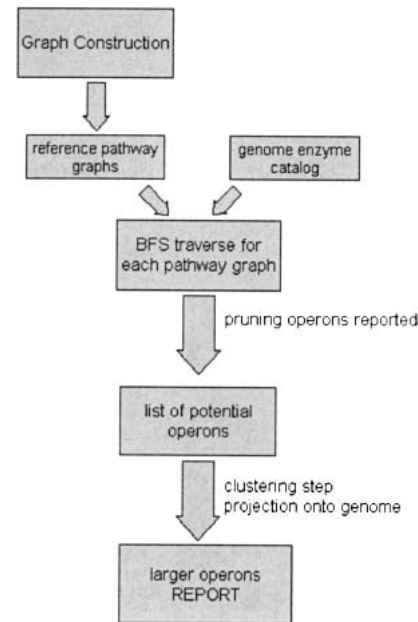 Graph Construction
reference pathway
graphs
genome enzyme
catalog
BFS traverse for
each pathway graph
pruning operons reported
list of potential
operons
clustering step
projection onto genome
larger operons
REPORT